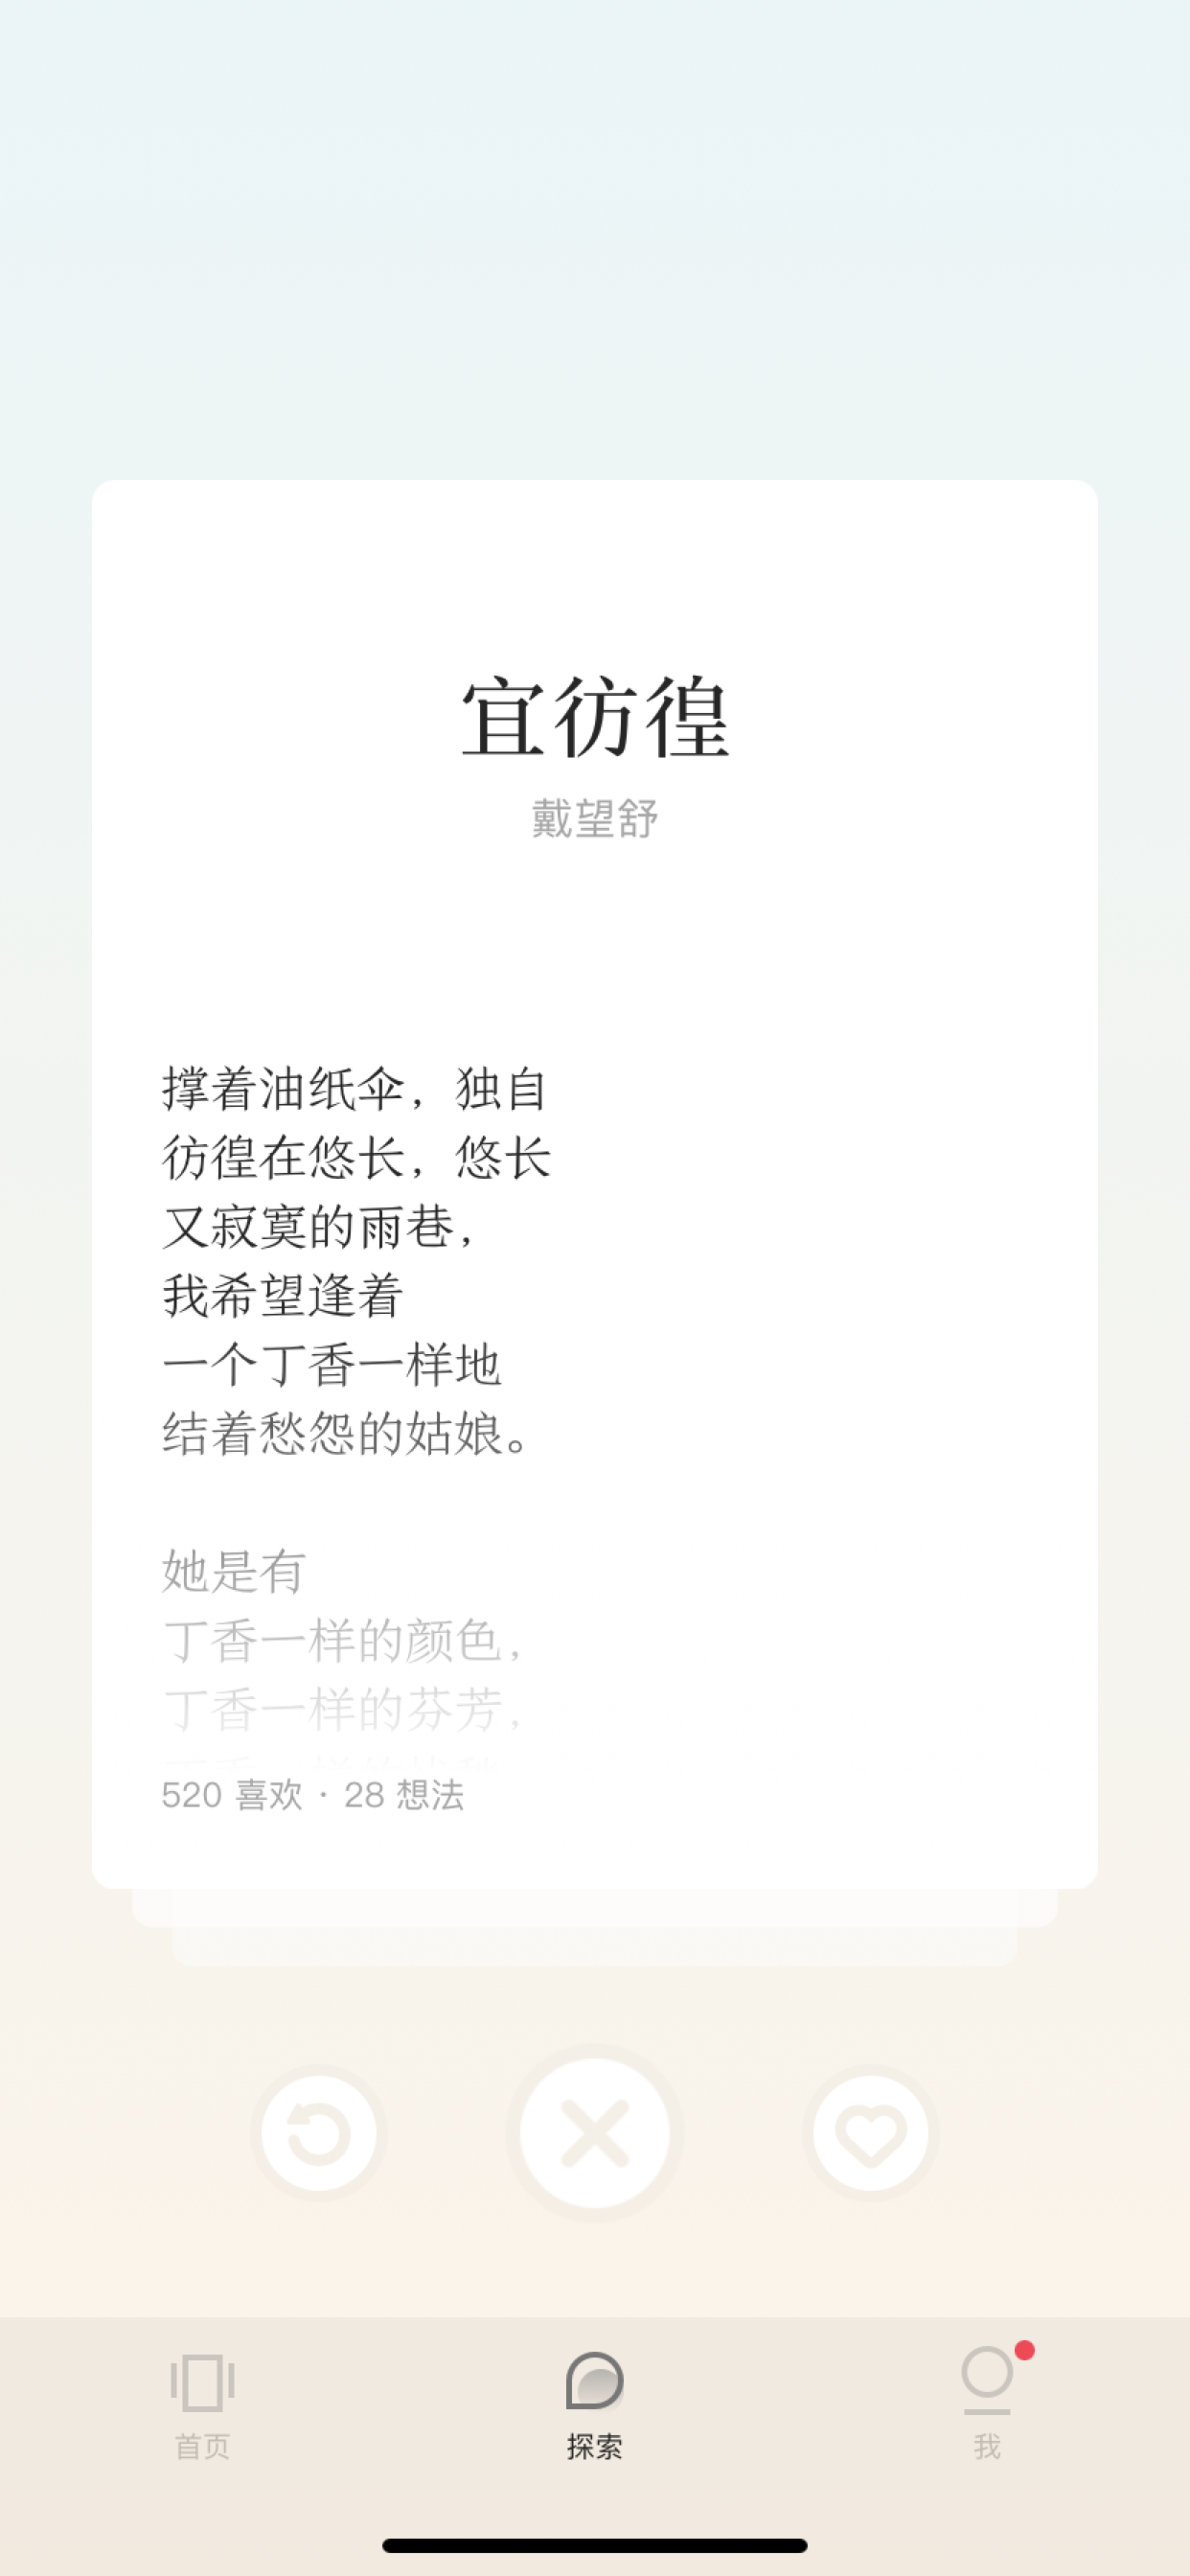 宜彷徨
戴望舒
撑着油纸伞，独自
彷徨在悠长，悠长
又寂寞的雨巷，
我希望逢着
一个丁香一样地
结着愁怨的姑娘。
她是有
丁香一样的颜色，
丁香一样的芬芳，
520 喜欢 · 28 想法
首页
探索
我